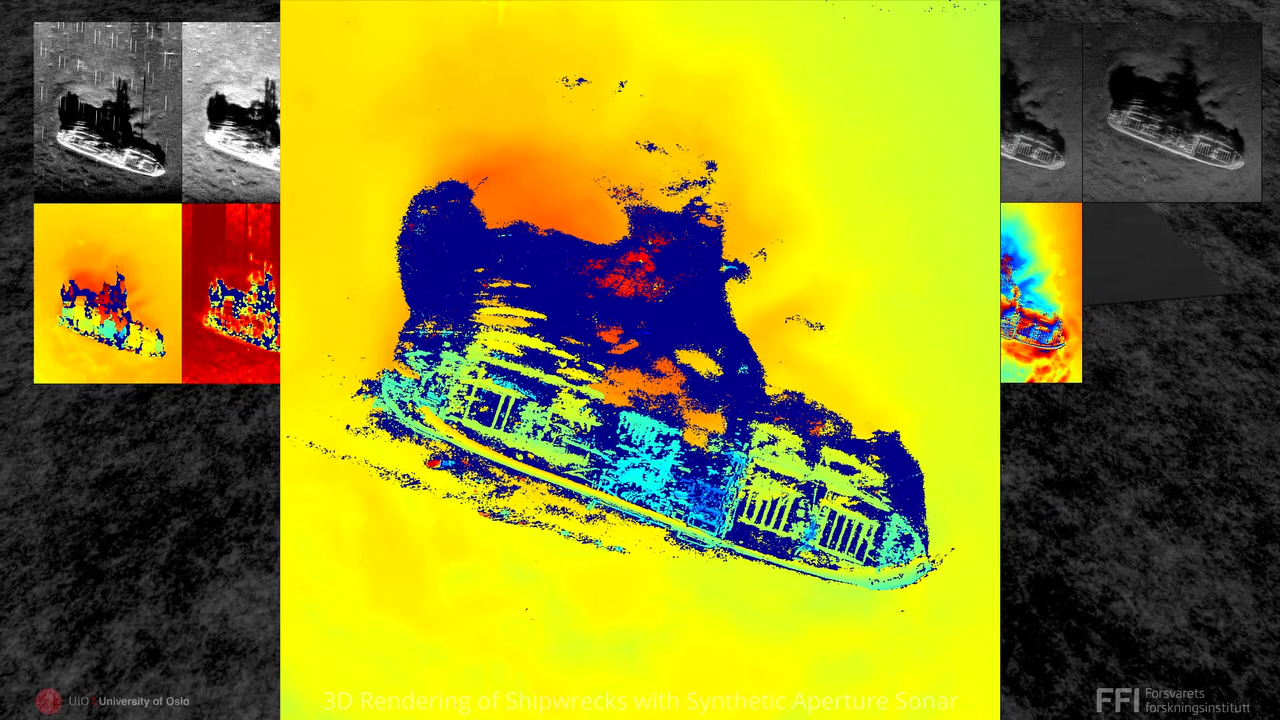 3D Rendering of Shipwrecks with Synthetic Aperture Sonar
UiO University of Oslo
FFI Forsvarets
forskningsinstitutt